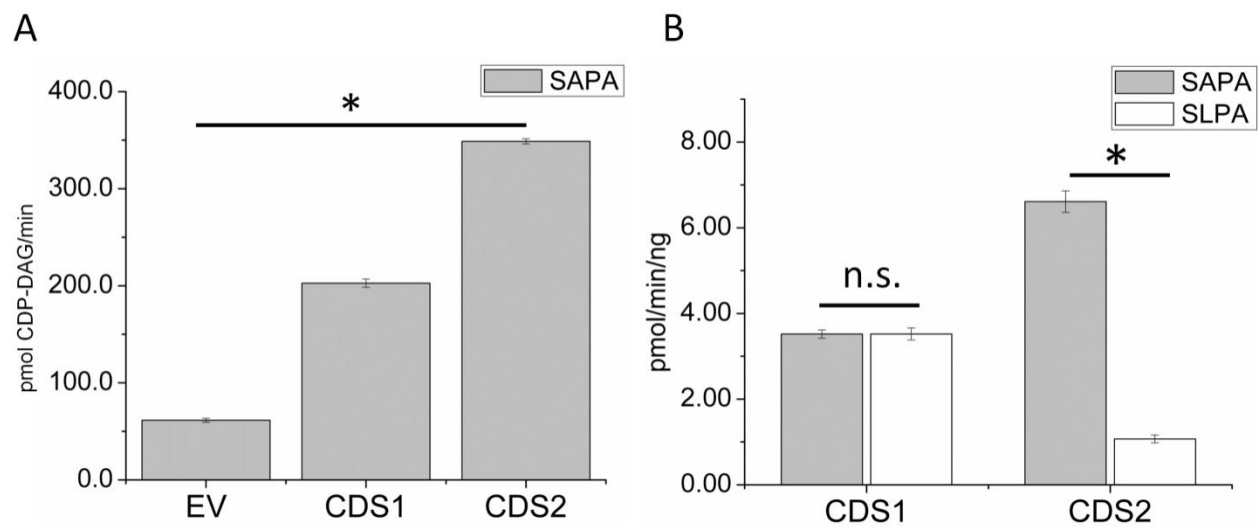 A
SAPA
*
pmol CDP-DAG/min
400.0
300.0
200.0
100.0
0.0
EV CDS1 CDS2
B
SAPA
SLPA
n.s.
*
pmol/min/ng
8.00
6.00
4.00
2.00
0.00
CDS1 CDS2